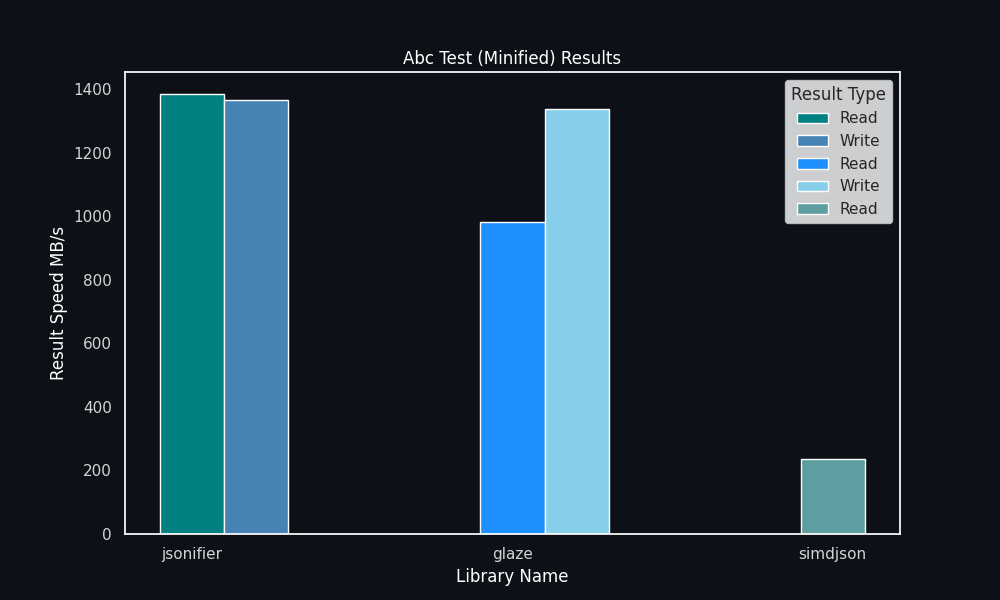 Abc Test (Minified) Results
Result Type
Read
Write
Read
Write
Read
Result Speed MB/s
1400
1200
1000
800
600
400
200
0
jsonifier glaze simdjson
Library Name